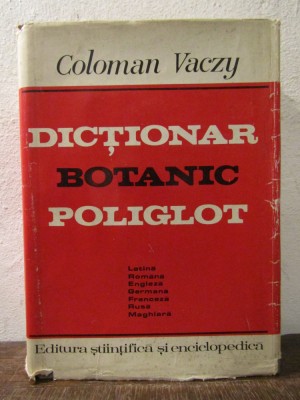 Coloman Vaczy
DICȚIONAR
BOTANIC
POLIGLOT
Latină
Română
Engleză
Germană
Franceză
Rusă
Maghiară
Editura științifică și enciclopedică